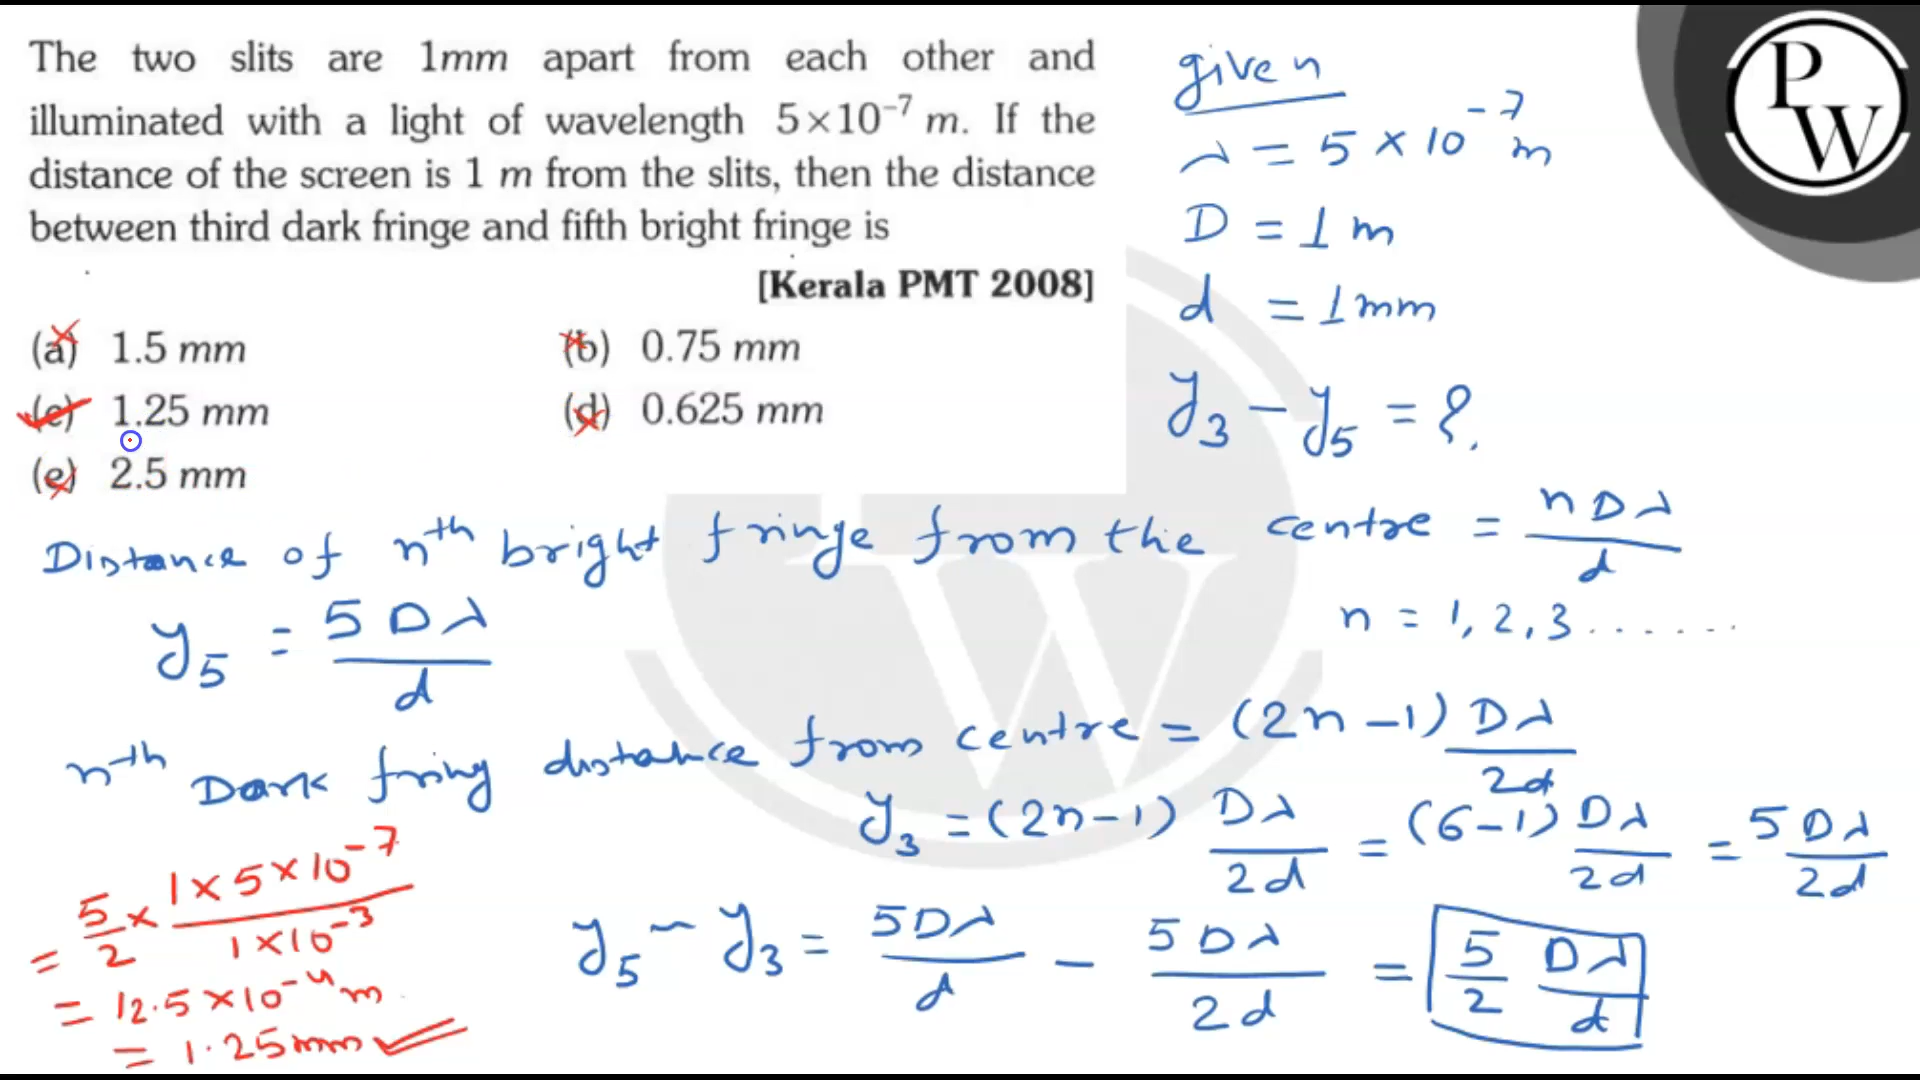 The two slits are 1mm apart from each other and
illuminated with a light of wavelength 5×10⁻⁷ m. If the
distance of the screen is 1 m from the slits, then the distance
between third dark fringe and fifth bright fringe is
[Kerala PMT 2008]
(a) 1.5 mm (b) 0.75 mm
(c) 1.25 mm (d) 0.625 mm
(e) 2.5 mm
given
λ = 5 × 10⁻⁷ m
D = 1 m
d = 1 mm
y₃ − y₅ = ?.
PW
Distance of nᵗʰ bright fringe from the centre = nDλ/d
n = 1, 2, 3 .......
y₅ = 5Dλ/d
nᵗʰ Dark fring distance from centre = (2n−1) Dλ/2d
y₃ = (2n−1) Dλ/2d = (6−1) Dλ/2d = 5Dλ/2d
y₅ ~ y₃ = 5Dλ/d − 5Dλ/2d = 5/2 Dλ/d
= 5/2 × 1×5×10⁻⁷/1×10⁻³
= 12.5×10⁻⁴ m
= 1.25mm